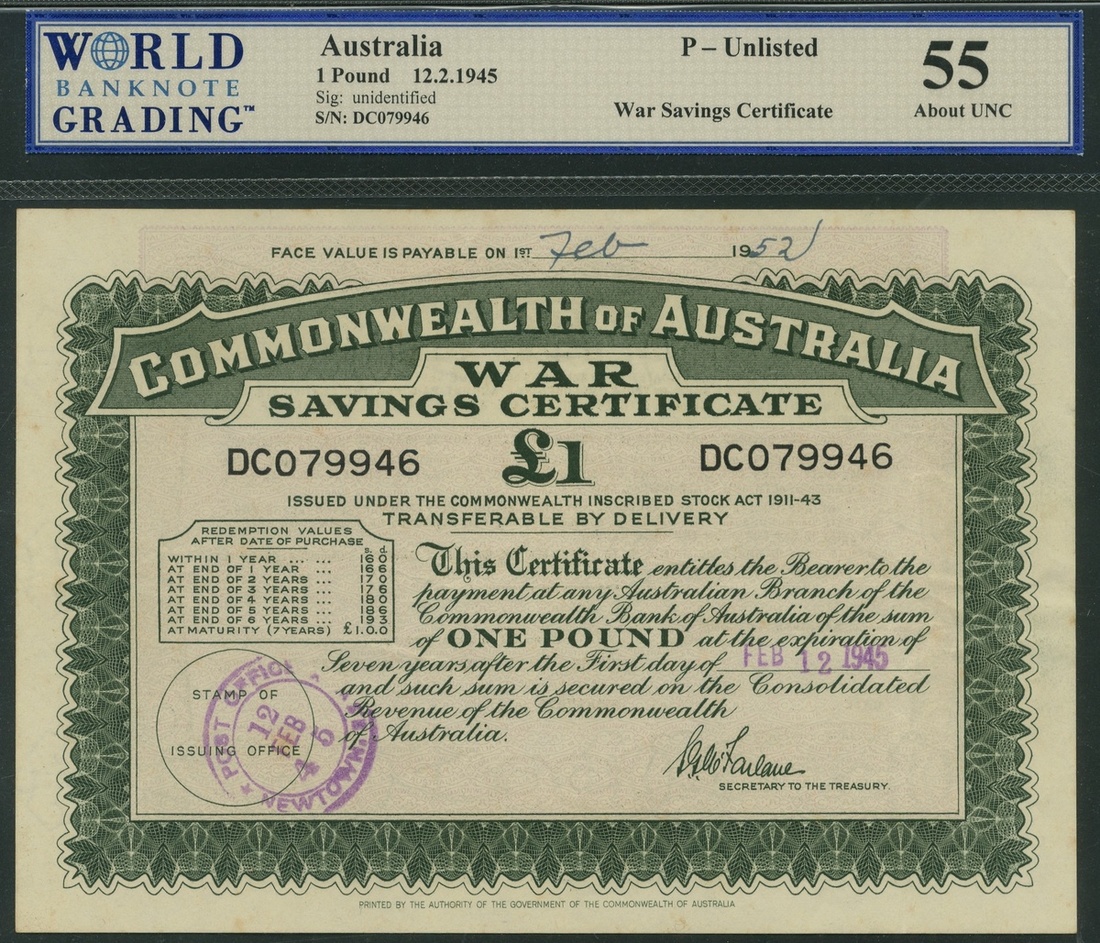 WORLD
BANKNOTE
GRADING™
Australia
1 Pound 12.2.1945
Sig: unidentified
S/N: DC079946
P – Unlisted
War Savings Certificate
55
About UNC
FACE VALUE IS PAYABLE ON 1ST Feb 1952
COMMONWEALTH OF AUSTRALIA
WAR
SAVINGS CERTIFICATE
DC079946 £1 DC079946
ISSUED UNDER THE COMMONWEALTH INSCRIBED STOCK ACT 1911-43
TRANSFERABLE BY DELIVERY
REDEMPTION VALUES
AFTER DATE OF PURCHASE
s. d.
WITHIN 1 YEAR ... ... 16 0
AT END OF 1 YEAR ... 16 6
AT END OF 2 YEARS ... 17 0
AT END OF 3 YEARS ... 17 6
AT END OF 4 YEARS ... 18 0
AT END OF 5 YEARS ... 18 6
AT END OF 6 YEARS ... 19 3
AT MATURITY (7 YEARS) £1.0.0
This Certificate entitles the Bearer to the
payment at any Australian Branch of the
Commonwealth Bank of Australia of the sum
of ONE POUND at the expiration of
Seven years after the First day of FEB 12 1945
and such sum is secured on the Consolidated
Revenue of the Commonwealth
of Australia.
STAMP OF
ISSUING OFFICE
POST OFFICE
12
FEB
45
NEWTOWN
S. G. McFarlane
SECRETARY TO THE TREASURY.
PRINTED BY THE AUTHORITY OF THE GOVERNMENT OF THE COMMONWEALTH OF AUSTRALIA